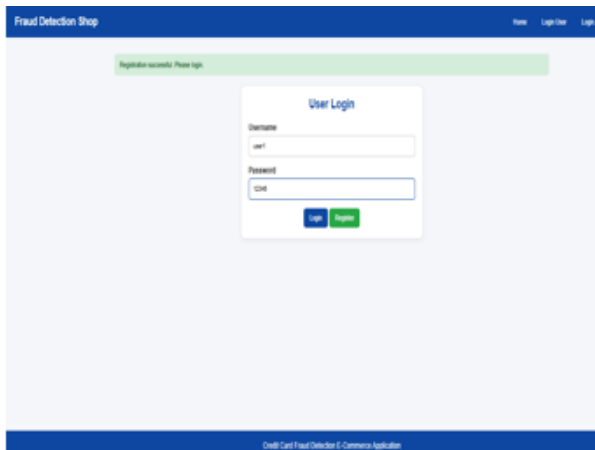 Fraud Detection Shop
Home Login User Login
Registration successful. Please login.
User Login
Username
user1
Password
12345
Login Register
Credit Card Fraud Detection E-Commerce Application